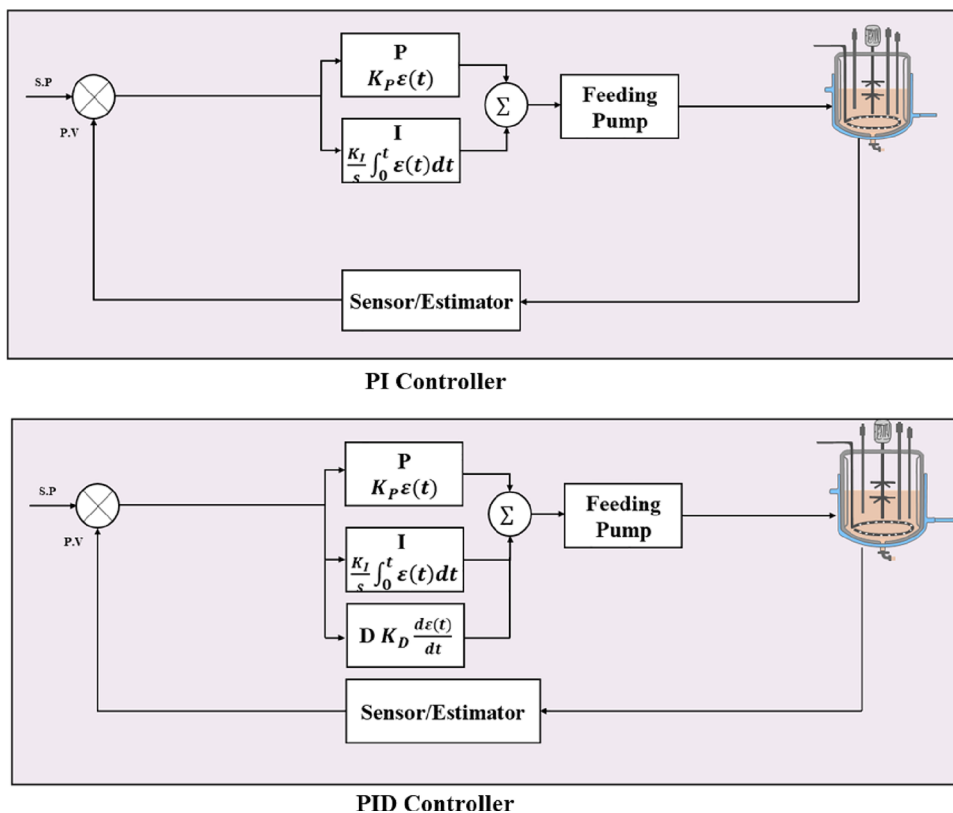 P
K_P ε(t)
S.P
Σ
Feeding
Pump
P.V
I
K_I/s ∫_0^t ε(t)dt
Sensor/Estimator
PI Controller
P
K_P ε(t)
S.P
Σ
Feeding
Pump
P.V
I
K_I/s ∫_0^t ε(t)dt
D K_D dε(t)/dt
Sensor/Estimator
PID Controller